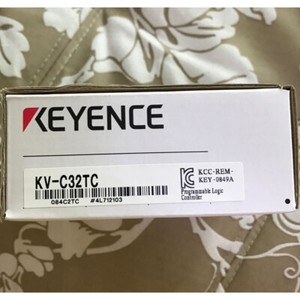 KEYENCE
KV-C32TC
084C2TC #4L712103
KCC-REM-
KEY-0849A
Programmable Logic
Controller